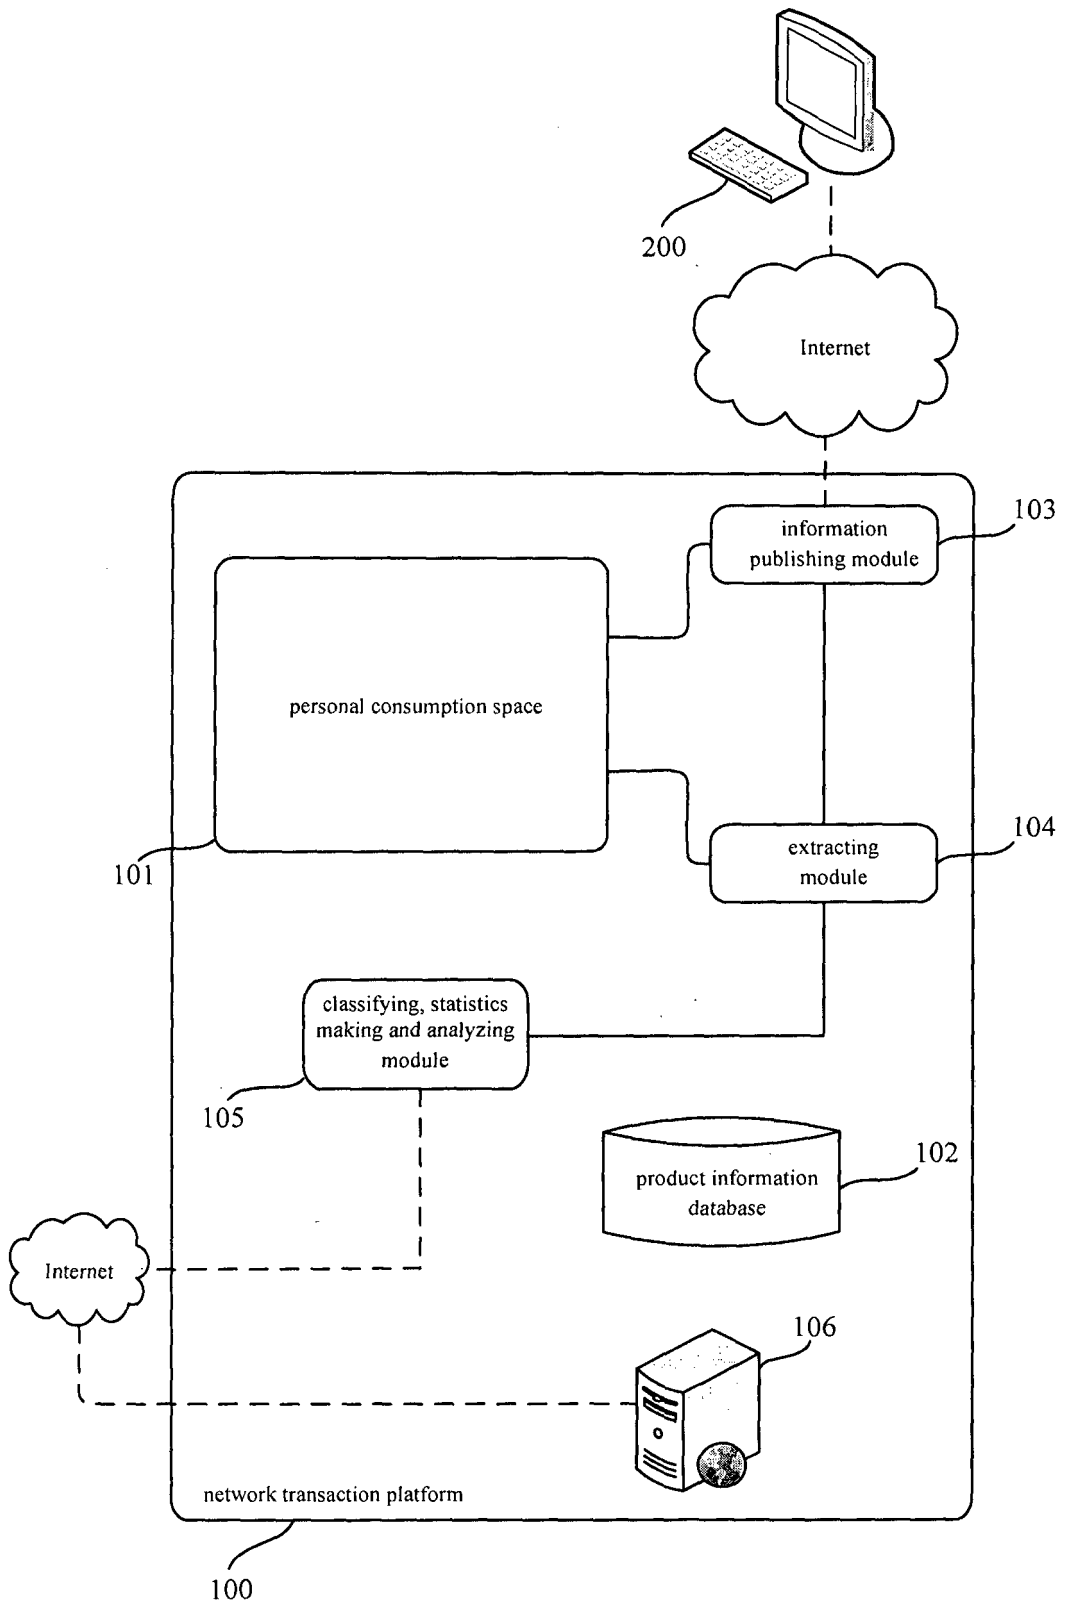 200
Internet
103
information
publishing module
personal consumption space
104
extracting
module
101
classifying, statistics
making and analyzing
module
105
102
product information
database
Internet
106
network transaction platform
100